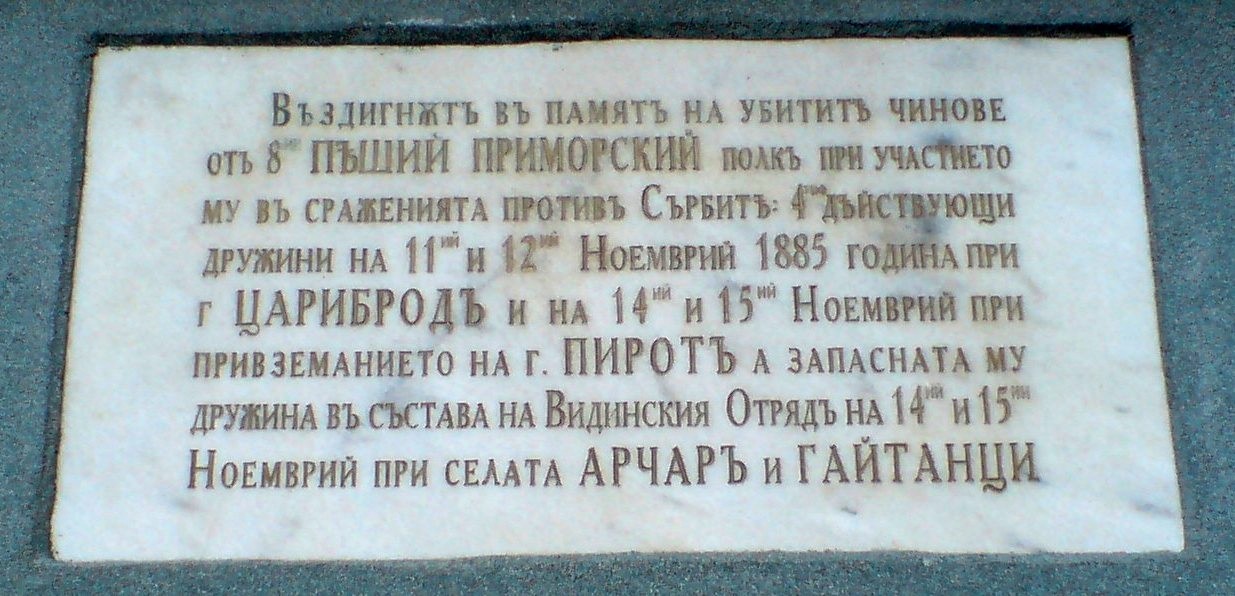 Въздигнѫтъ въ памятъ на убититѣ чинове
отъ 8ий ПѢШИЙ ПРИМОРСКИЙ полкъ при участието
му въ сраженията противъ Сърбитѣ: 4тѣ дѣйствующи
дружини на 11ий и 12ий Ноемврий 1885 година при
г ЦАРИБРОДЪ и на 14ий и 15ий Ноемврий при
привземанието на г. ПИРОТЪ а запасната му
дружина въ състава на Видинския Отрядъ на 14ий и 15ий
Ноемврий при селата АРЧАРЪ и ГАЙТАНЦИ